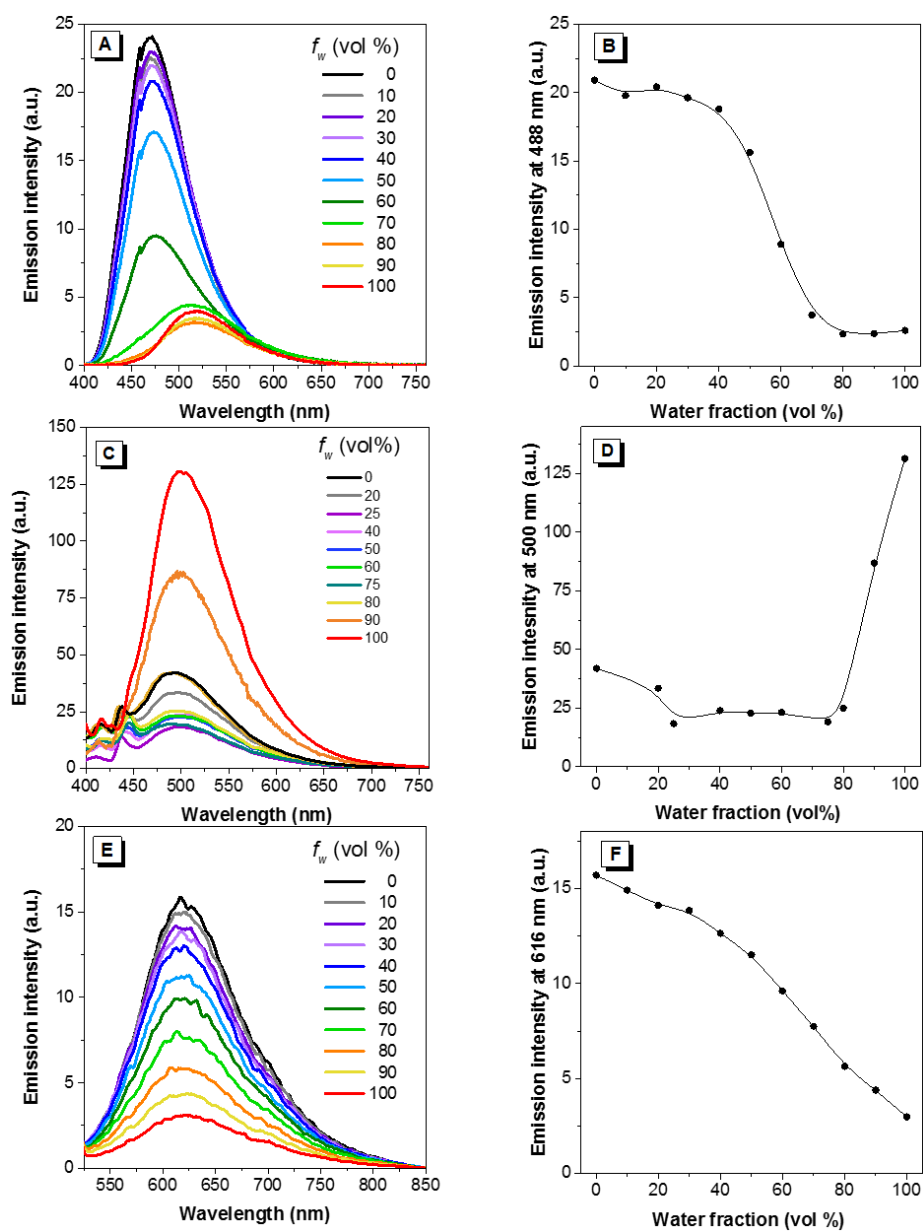 A
Emission intensity (a.u.)
25
20
15
10
5
0
400 450 500 550 600 650 700 750
Wavelength (nm)
f_w (vol %)
0
10
20
30
40
50
60
70
80
90
100
B
Emission intensity at 488 nm (a.u.)
25
20
15
10
5
0
0 20 40 60 80 100
Water fraction (vol %)
C
Emission intensity (a.u.)
150
125
100
75
50
25
0
400 450 500 550 600 650 700 750
Wavelength (nm)
f_w (vol%)
0
20
25
40
50
60
75
80
90
100
D
Emission intesnity at 500 nm (a.u.)
125
100
75
50
25
0
0 20 40 60 80 100
Water fraction (vol%)
E
Emission intensity (a.u.)
20
15
10
5
0
550 600 650 700 750 800 850
Wavelength (nm)
f_w (vol %)
0
10
20
30
40
50
60
70
80
90
100
F
Emission intensity at 616 nm (a.u.)
15
10
5
0
0 20 40 60 80 100
Water fraction (vol %)